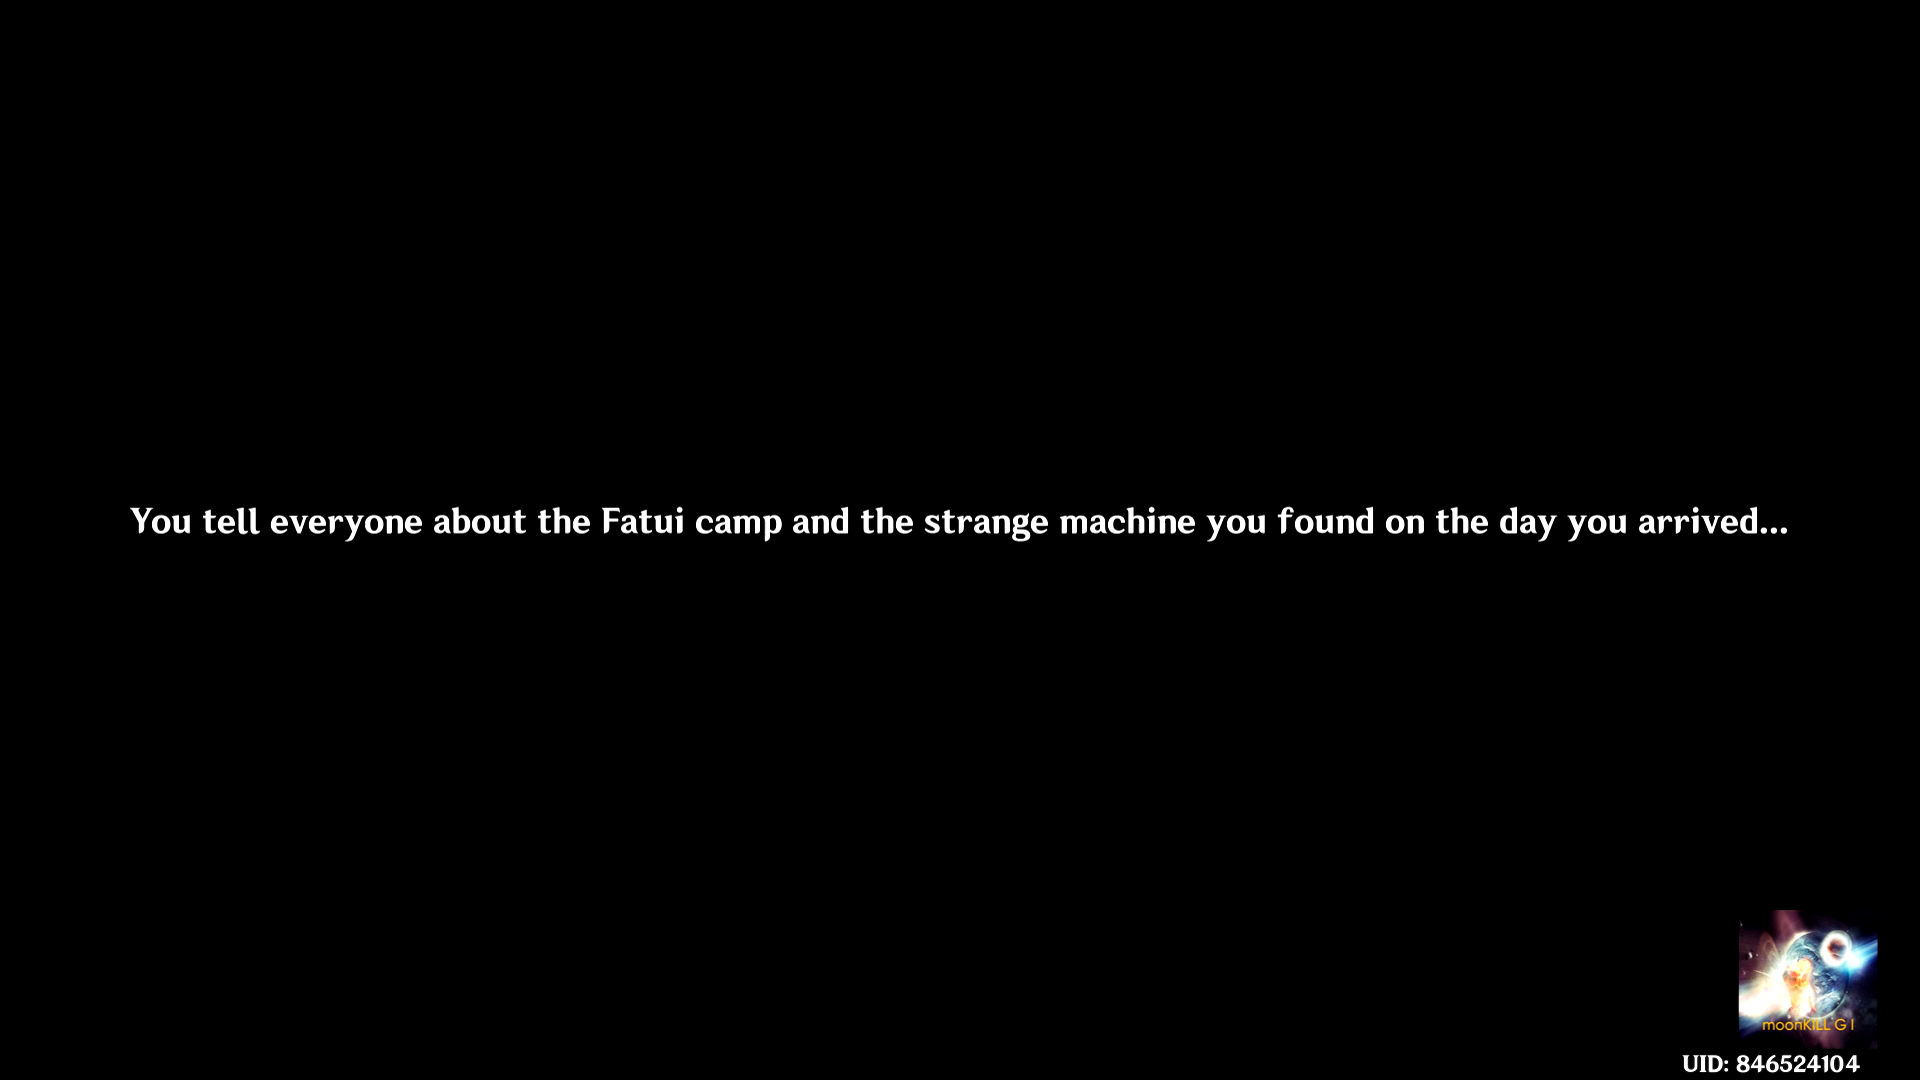 You tell everyone about the Fatui camp and the strange machine you found on the day you arrived...
moonKILL G I
UID: 846524104